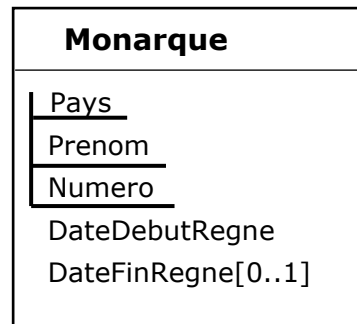 Monarque
Pays
Prenom
Numero
DateDebutRegne
DateFinRegne[0..1]